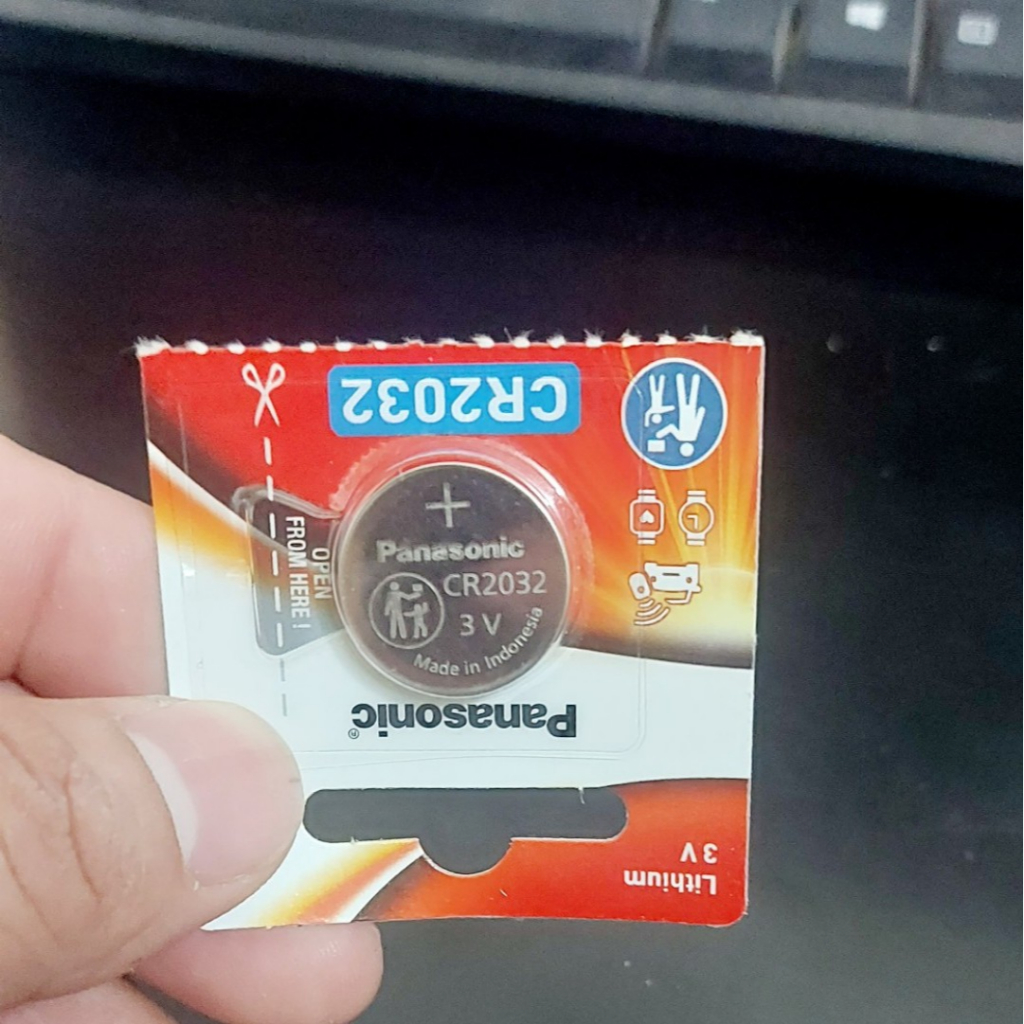 Lithium
3 V
Panasonic
®
Panasonic
CR2032
3 V
Made in Indonesia
OPEN
FROM HERE !
CR2032